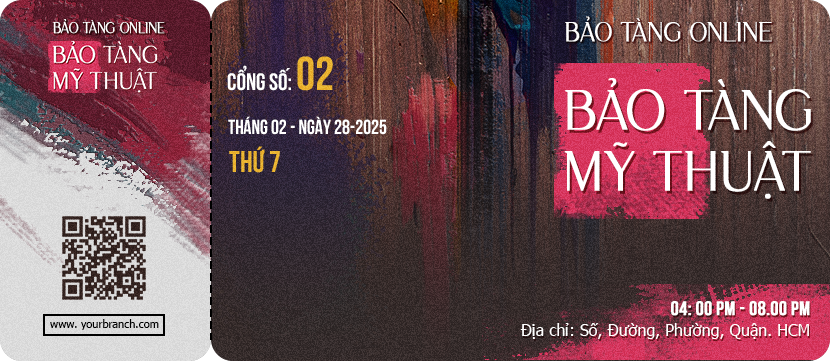 BẢO TÀNG ONLINE
BẢO TÀNG
MỸ THUẬT
www. yourbranch.com
CỔNG SỐ: 02
THÁNG 02 - NGÀY 28-2025
THỨ 7
BẢO TÀNG ONLINE
BẢO TÀNG
MỸ THUẬT
04: 00 PM - 08.00 PM
Địa chỉ: Số, Đường, Phường, Quận. HCM